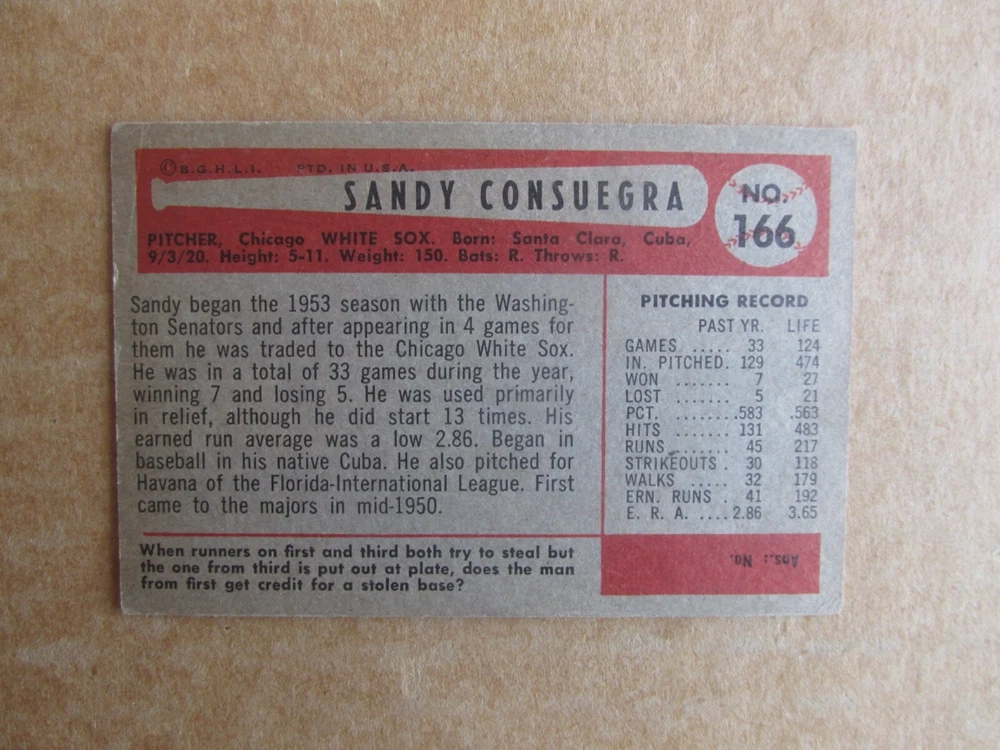 ©B.G.H.L.I. PTD. IN U.S.A.
SANDY CONSUEGRA
NO.
166
PITCHER, Chicago WHITE SOX. Born: Santa Clara, Cuba,
9/3/20. Height: 5-11. Weight: 150. Bats: R. Throws: R.
Sandy began the 1953 season with the Washing-
ton Senators and after appearing in 4 games for
them he was traded to the Chicago White Sox.
He was in a total of 33 games during the year,
winning 7 and losing 5. He was used primarily
in relief, although he did start 13 times. His
earned run average was a low 2.86. Began in
baseball in his native Cuba. He also pitched for
Havana of the Florida-International League. First
came to the majors in mid-1950.
PITCHING RECORD
PAST YR. LIFE
GAMES ..... 33 124
IN. PITCHED. 129 474
WON ....... 7 27
LOST ....... 5 21
PCT. ........ .583 .563
HITS ....... 131 483
RUNS ....... 45 217
STRIKEOUTS . 30 118
WALKS ..... 32 179
ERN. RUNS . 41 192
E. R. A. .... 2.86 3.65
When runners on first and third both try to steal but
the one from third is put out at plate, does the man
from first get credit for a stolen base?
Ans.: No.